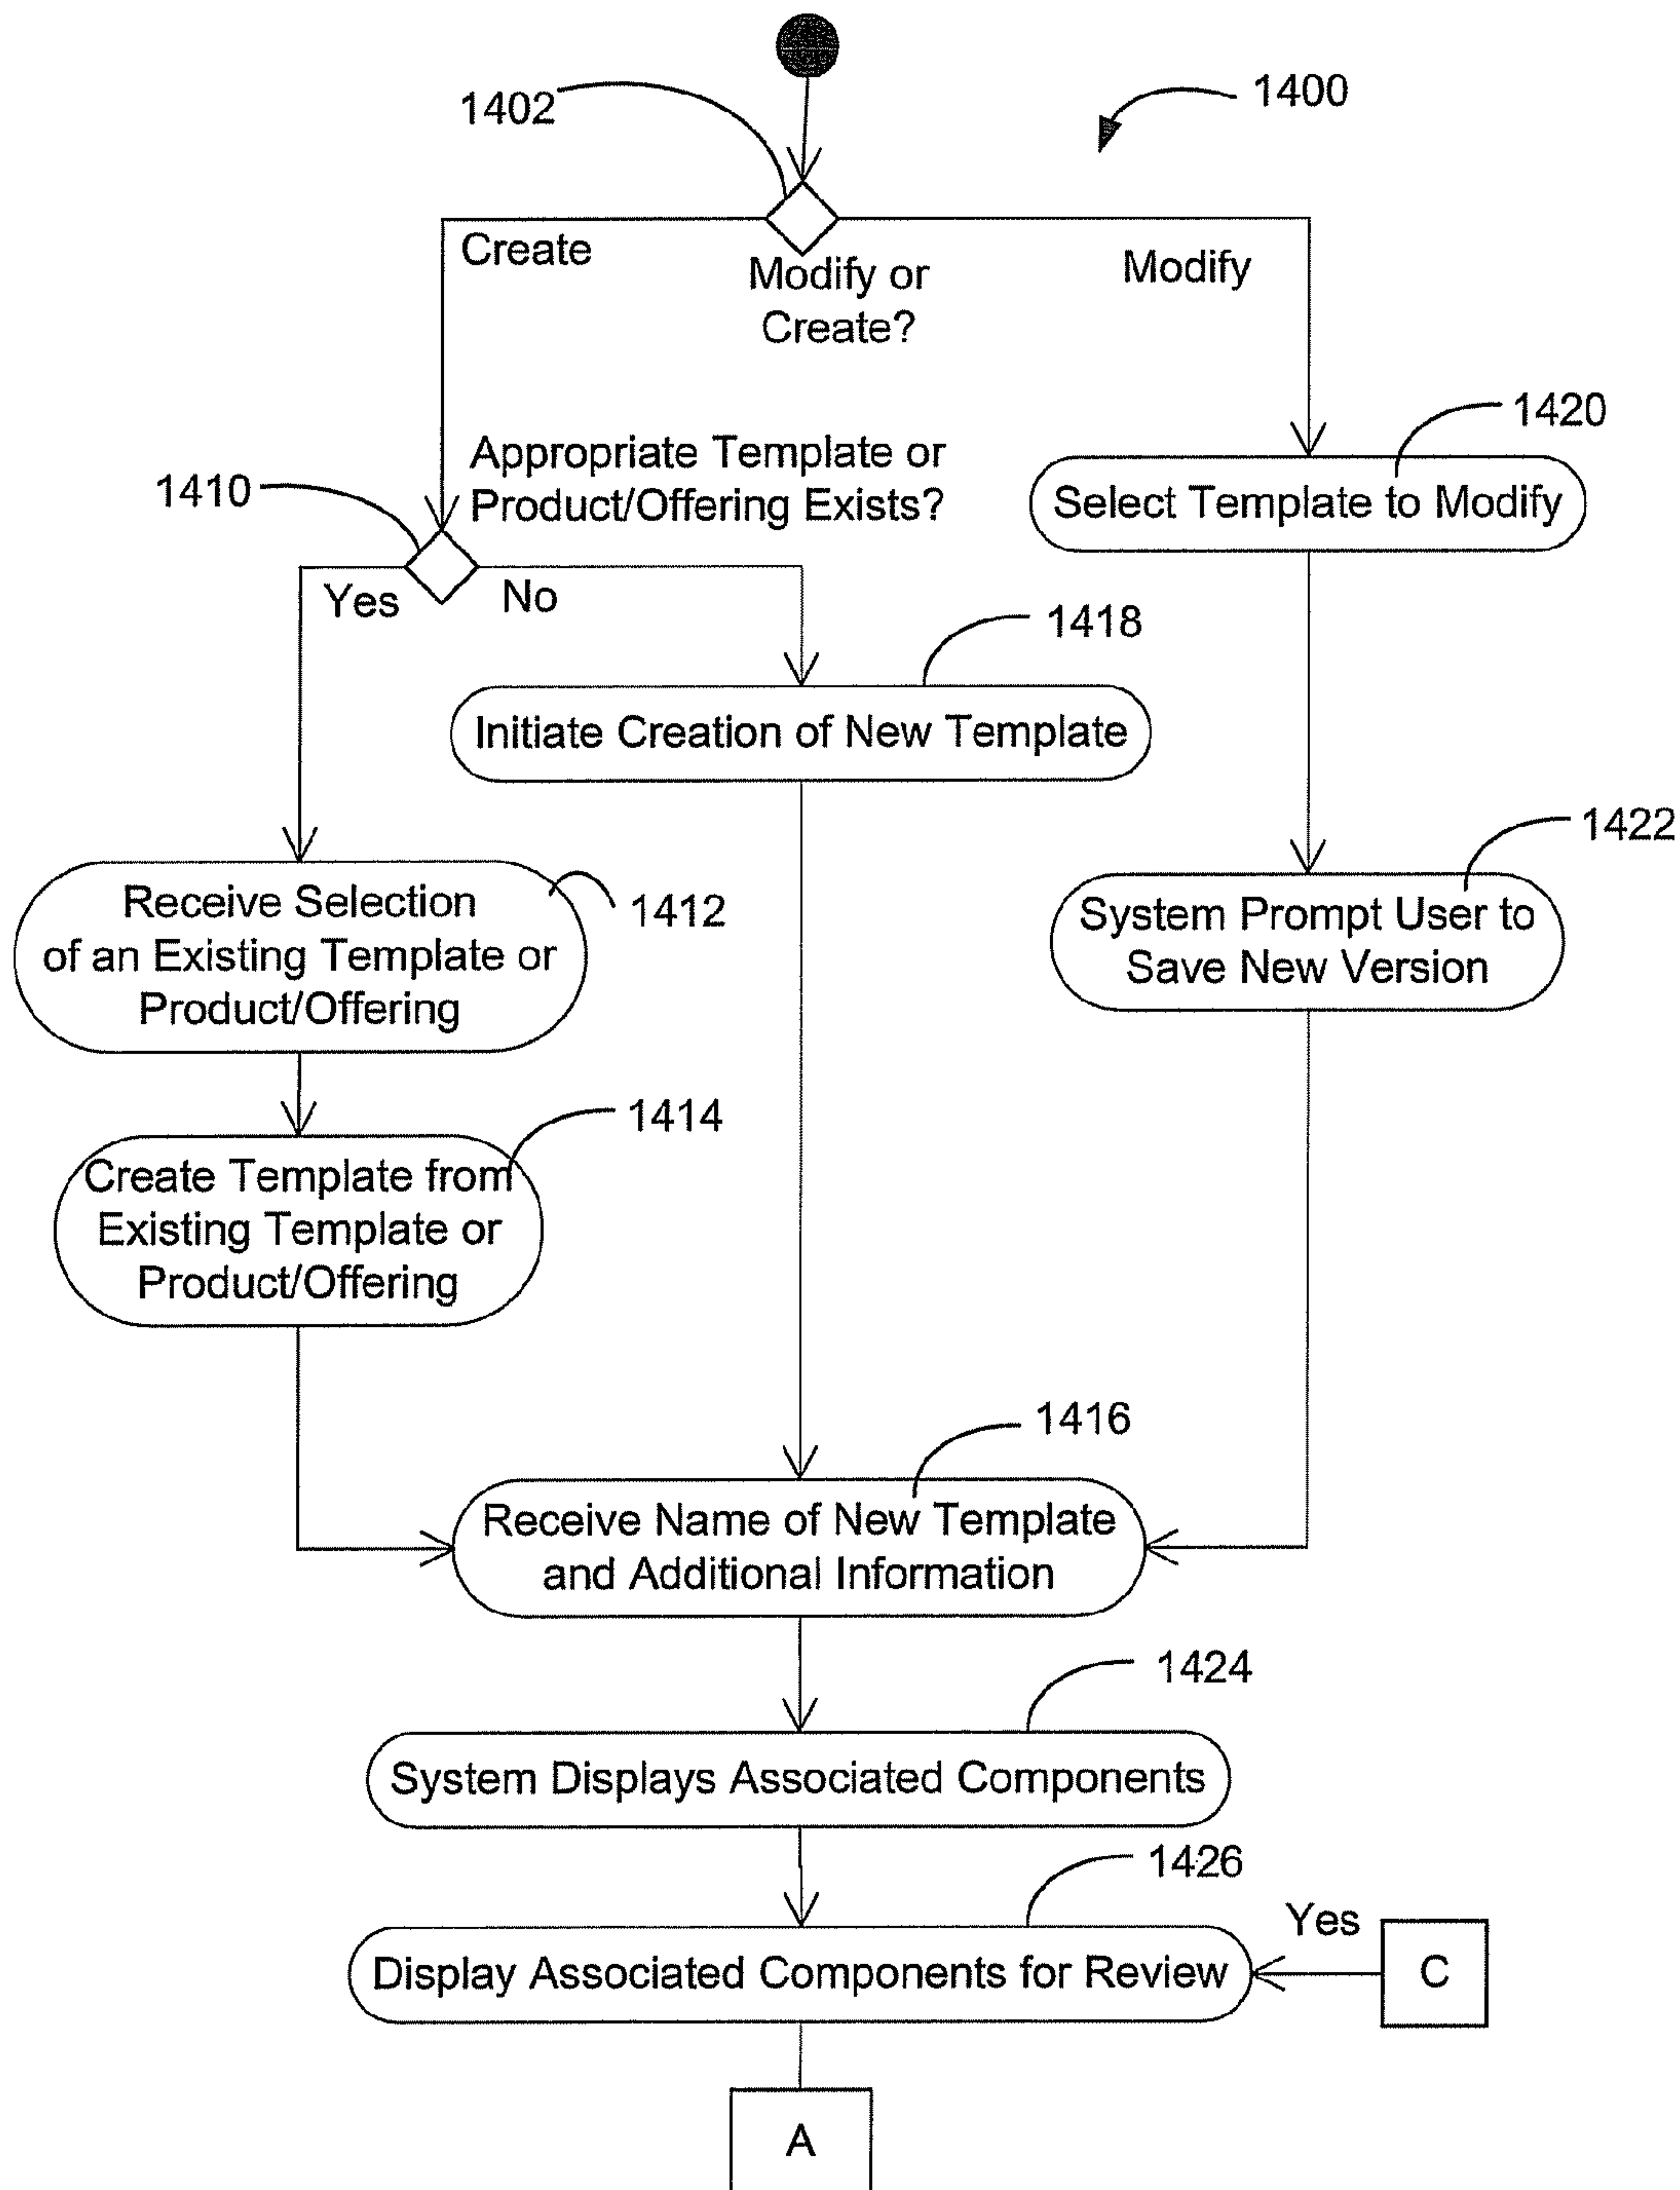 1402
1400
Create
Modify or
Create?
Modify
1420
Appropriate Template or
Product/Offering Exists?
1410
Select Template to Modify
Yes
No
1418
Initiate Creation of New Template
1422
Receive Selection
of an Existing Template or
Product/Offering
1412
System Prompt User to
Save New Version
1414
Create Template from
Existing Template or
Product/Offering
1416
Receive Name of New Template
and Additional Information
1424
System Displays Associated Components
1426
Yes
Display Associated Components for Review
C
A